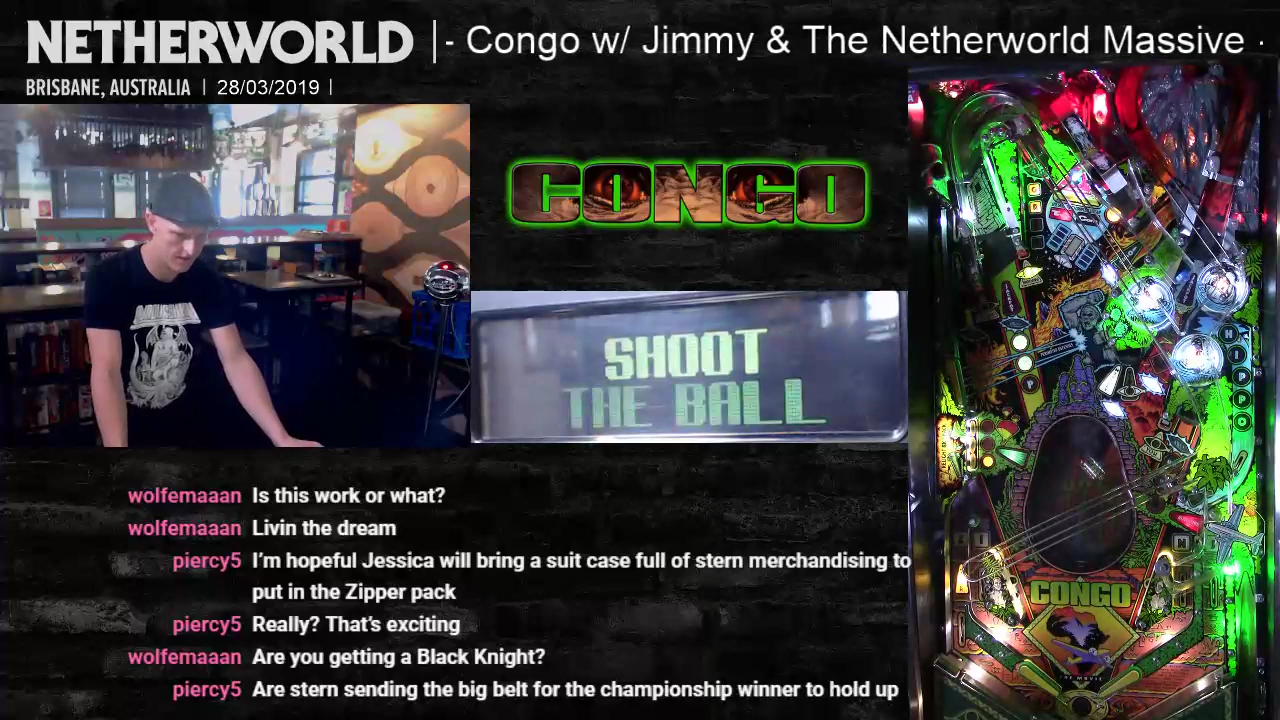 NETHERWORLD
- Congo w/ Jimmy & The Netherworld Massive ·
BRISBANE, AUSTRALIA | 28/03/2019 |
CONGO
SHOOT
THE BALL
wolfemaaan Is this work or what?
wolfemaaan Livin the dream
piercy5 I'm hopeful Jessica will bring a suit case full of stern merchandising to
put in the Zipper pack
piercy5 Really? That's exciting
wolfemaaan Are you getting a Black Knight?
piercy5 Are stern sending the big belt for the championship winner to hold up
HIPPO
CONGO
THE MOVIE